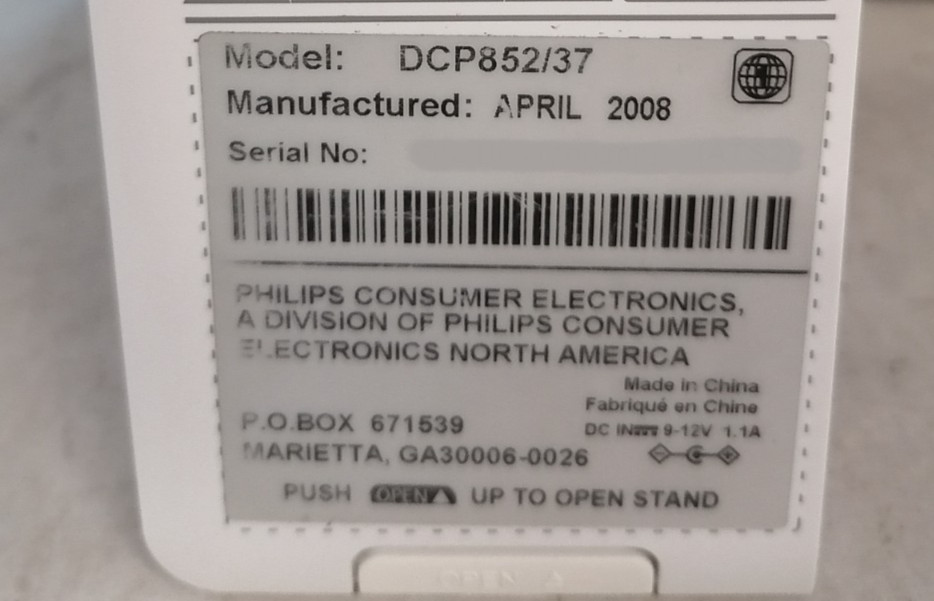 Model: DCP852/37
Manufactured: APRIL 2008
Serial No:
PHILIPS CONSUMER ELECTRONICS,
A DIVISION OF PHILIPS CONSUMER
ELECTRONICS NORTH AMERICA
Made in China
Fabriqué en Chine
P.O.BOX 671539
DC IN 9-12V 1.1A
MARIETTA, GA30006-0026
PUSH OPEN UP TO OPEN STAND
OPEN